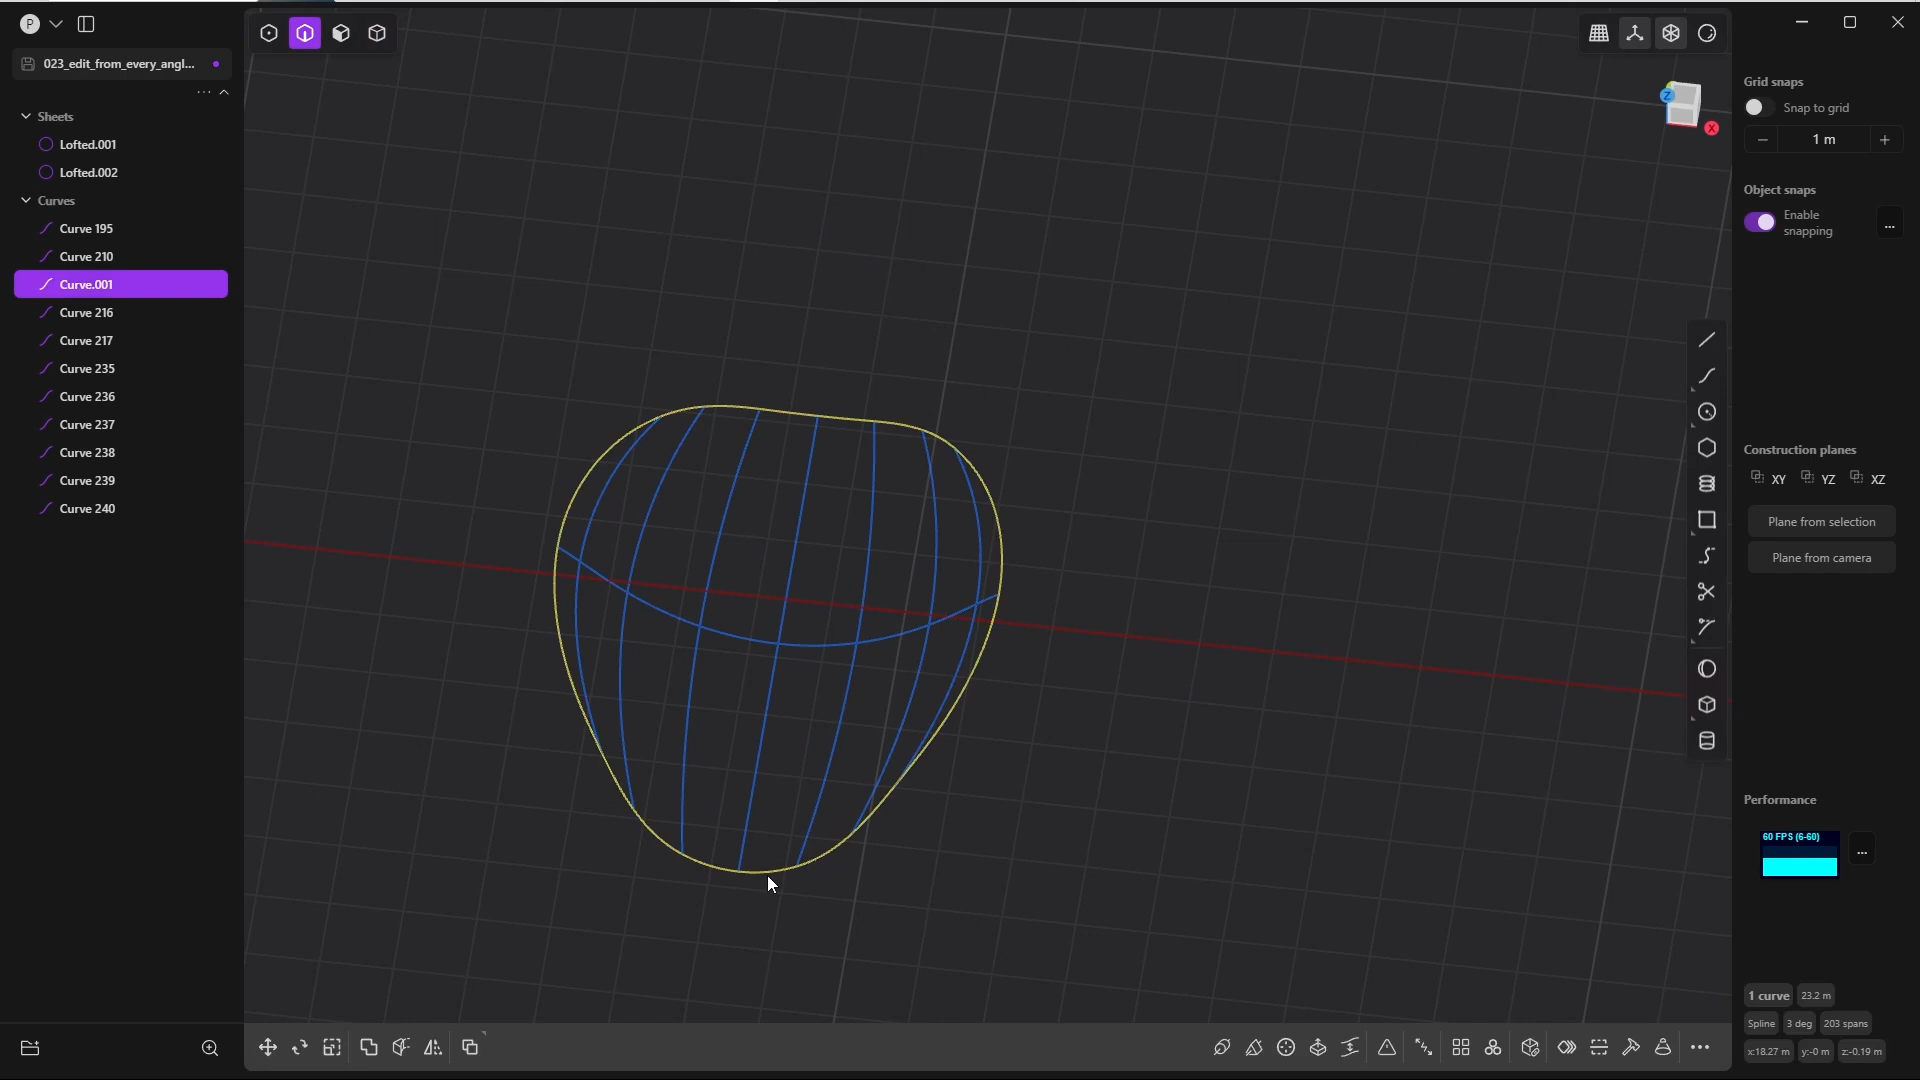 P
023_edit_from_every_angl...
Sheets
Lofted.001
Lofted.002
Curves
Curve 195
Curve 210
Curve.001
Curve 216
Curve 217
Curve 235
Curve 236
Curve 237
Curve 238
Curve 239
Curve 240
Z
X
Grid snaps
Snap to grid
1 m
Object snaps
Enable
snapping
...
Construction planes
XY
YZ
XZ
Plane from selection
Plane from camera
Performance
60 FPS (6-60)
...
1 curve 23.2 m
Spline 3 deg 203 spans
x:18.27 m y:-0 m z:-0.19 m